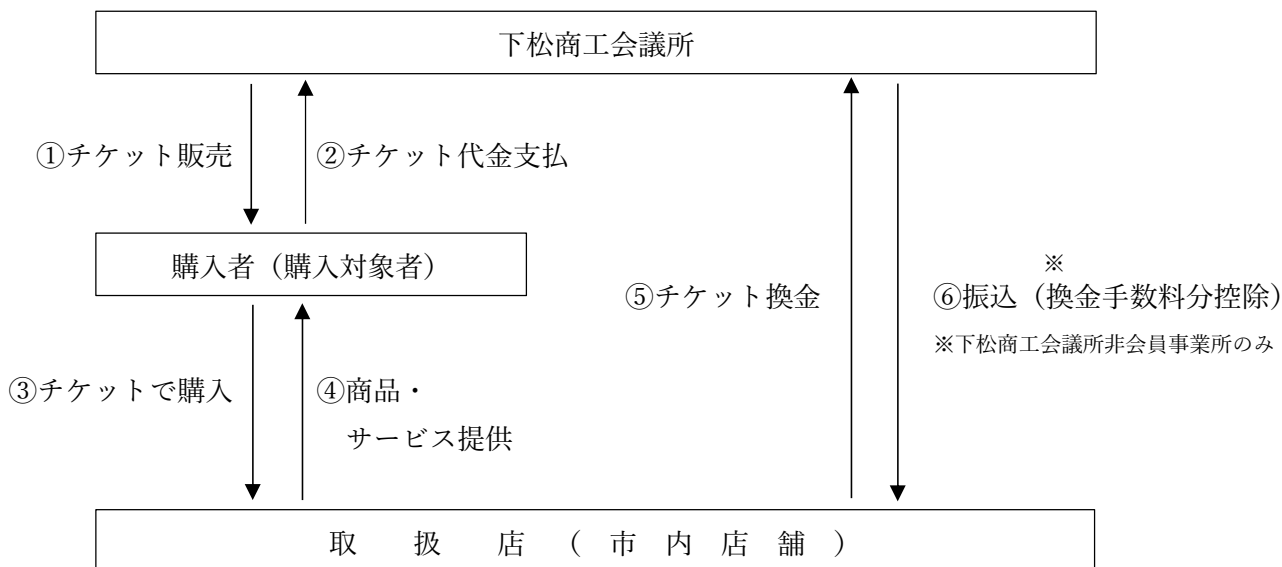 下松商工会議所
①チケット販売
②チケット代金支払
購入者（購入対象者）
※
⑤チケット換金
⑥振込（換金手数料分控除）
※下松商工会議所非会員事業所のみ
③チケットで購入
④商品・
サービス提供
取扱店（市内店舗）